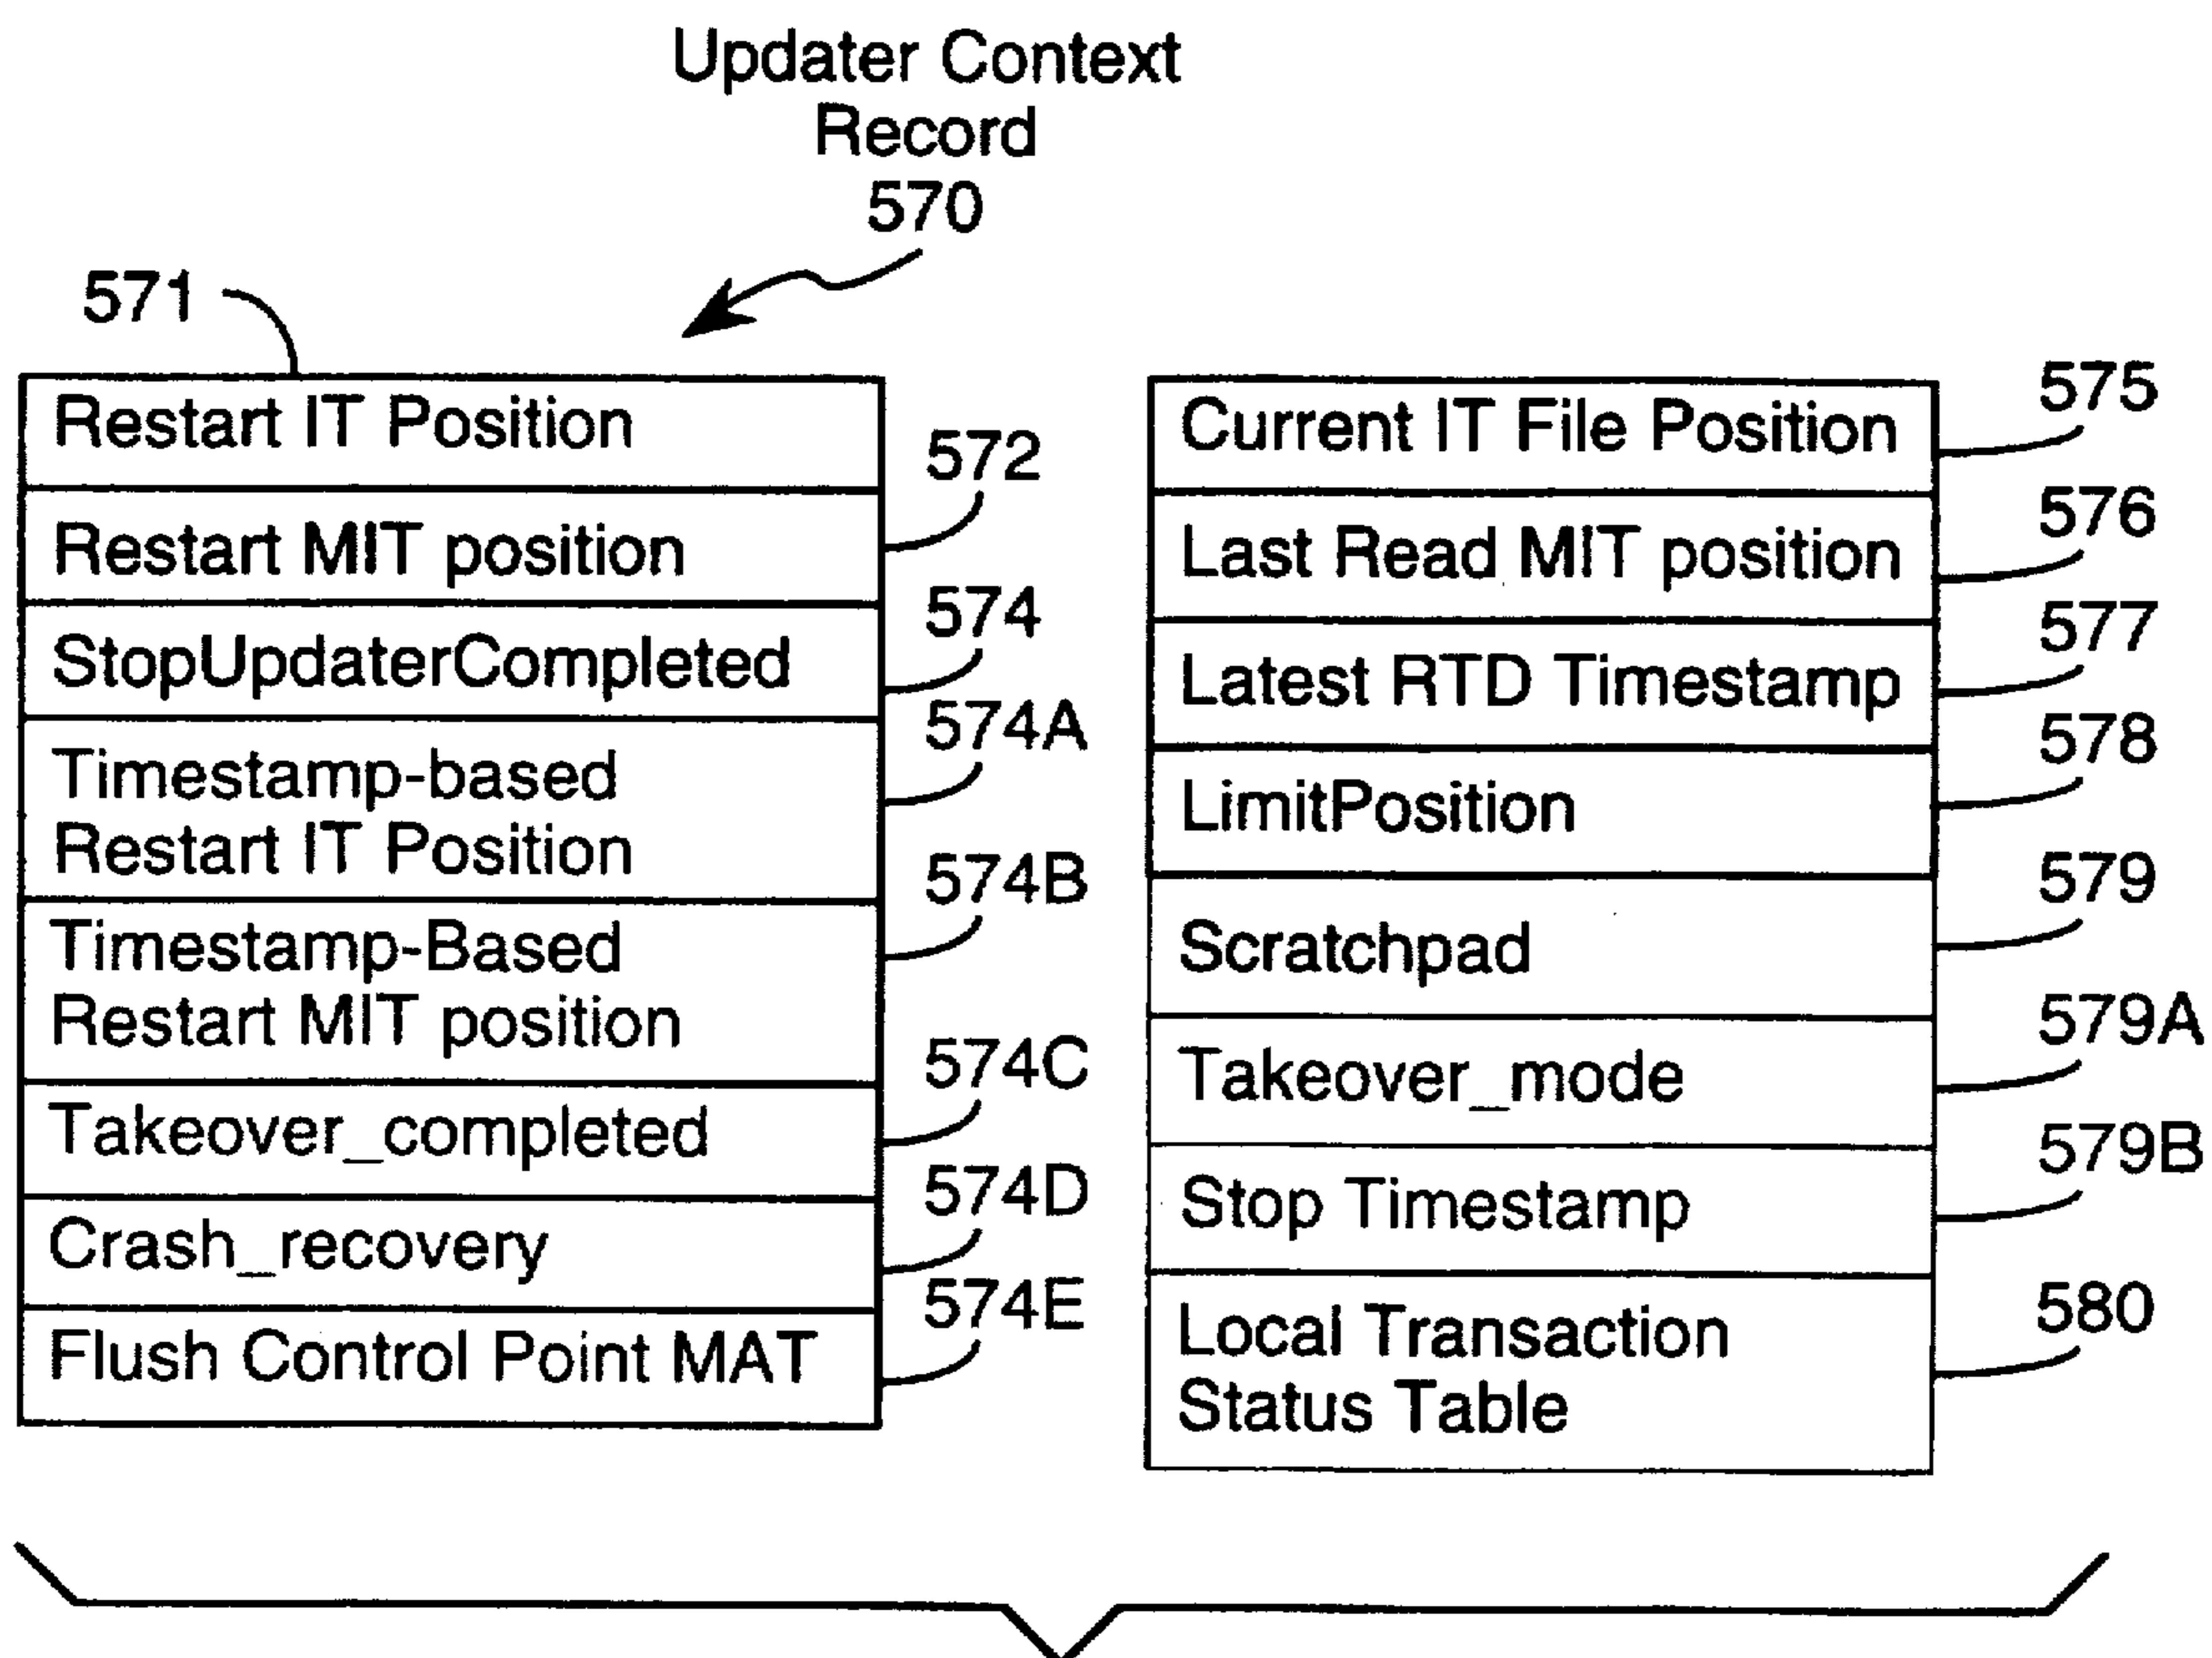 Updater Context
Record
570
571
Restart IT Position
572
Restart MIT position
574
StopUpdaterCompleted
574A
Timestamp-based
Restart IT Position
574B
Timestamp-Based
Restart MIT position
574C
Takeover_completed
574D
Crash_recovery
574E
Flush Control Point MAT
575
Current IT File Position
576
Last Read MIT position
577
Latest RTD Timestamp
578
LimitPosition
579
Scratchpad
579A
Takeover_mode
579B
Stop Timestamp
580
Local Transaction
Status Table